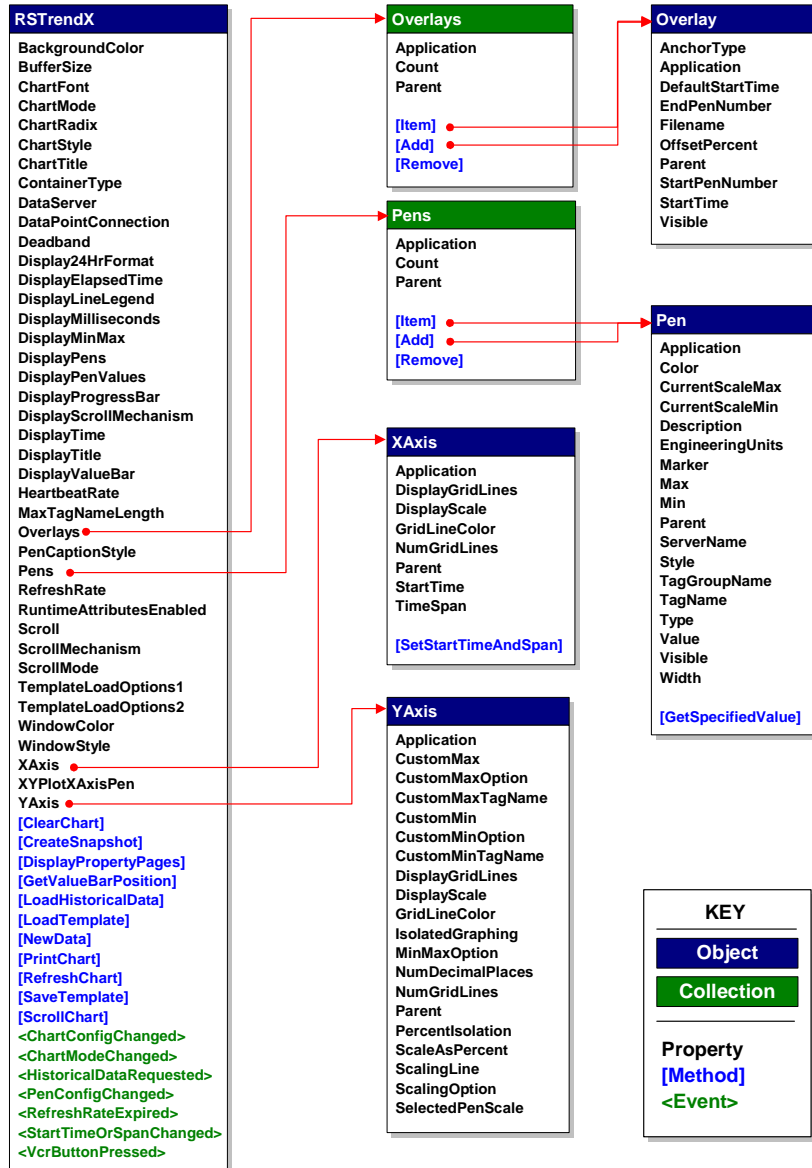 RSTrendX
BackgroundColor
BufferSize
ChartFont
ChartMode
ChartRadix
ChartStyle
ChartTitle
ContainerType
DataServer
DataPointConnection
Deadband
Display24HrFormat
DisplayElapsedTime
DisplayLineLegend
DisplayMilliseconds
DisplayMinMax
DisplayPens
DisplayPenValues
DisplayProgressBar
DisplayScrollMechanism
DisplayTime
DisplayTitle
DisplayValueBar
HeartbeatRate
MaxTagNameLength
Overlays
PenCaptionStyle
Pens
RefreshRate
RuntimeAttributesEnabled
Scroll
ScrollMechanism
ScrollMode
TemplateLoadOptions1
TemplateLoadOptions2
WindowColor
WindowStyle
XAxis
XYPlotXAxisPen
YAxis
[ClearChart]
[CreateSnapshot]
[DisplayPropertyPages]
[GetValueBarPosition]
[LoadHistoricalData]
[LoadTemplate]
[NewData]
[PrintChart]
[RefreshChart]
[SaveTemplate]
[ScrollChart]
<ChartConfigChanged>
<ChartModeChanged>
<HistoricalDataRequested>
<PenConfigChanged>
<RefreshRateExpired>
<StartTimeOrSpanChanged>
<VcrButtonPressed>
Overlays
Application
Count
Parent
[Item]
[Add]
[Remove]
Pens
Application
Count
Parent
[Item]
[Add]
[Remove]
XAxis
Application
DisplayGridLines
DisplayScale
GridLineColor
NumGridLines
Parent
StartTime
TimeSpan
[SetStartTimeAndSpan]
YAxis
Application
CustomMax
CustomMaxOption
CustomMaxTagName
CustomMin
CustomMinOption
CustomMinTagName
DisplayGridLines
DisplayScale
GridLineColor
IsolatedGraphing
MinMaxOption
NumDecimalPlaces
NumGridLines
Parent
PercentIsolation
ScaleAsPercent
ScalingLine
ScalingOption
SelectedPenScale
Overlay
AnchorType
Application
DefaultStartTime
EndPenNumber
Filename
OffsetPercent
Parent
StartPenNumber
StartTime
Visible
Pen
Application
Color
CurrentScaleMax
CurrentScaleMin
Description
EngineeringUnits
Marker
Max
Min
Parent
ServerName
Style
TagGroupName
TagName
Type
Value
Visible
Width
[GetSpecifiedValue]
KEY
Object
Collection
Property
[Method]
<Event>